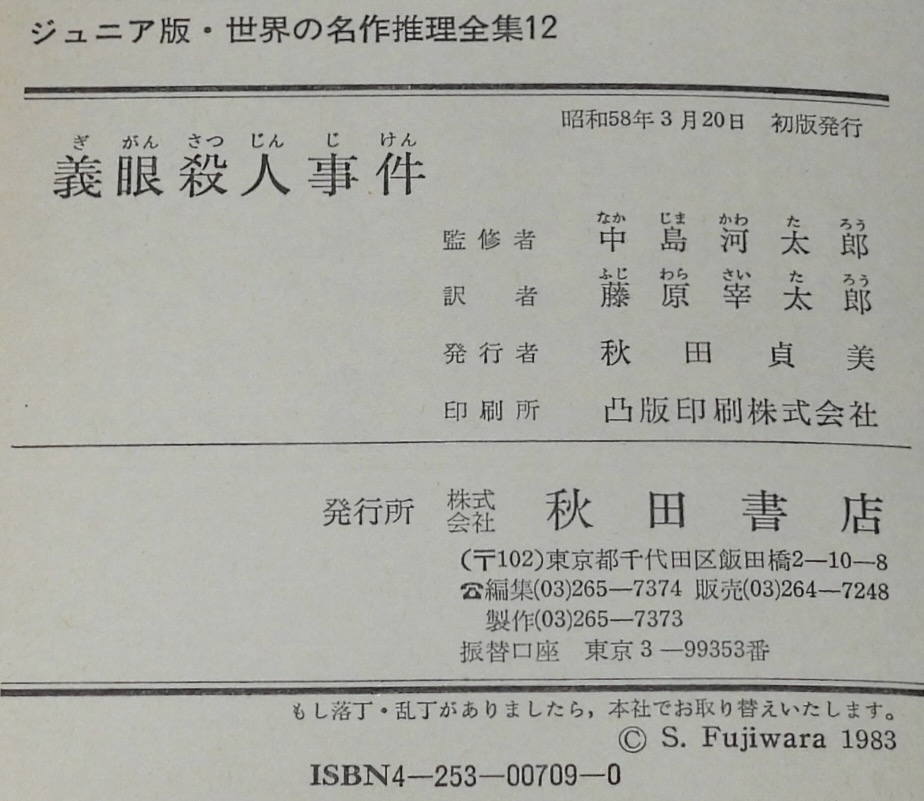 ジュニア版・世界の名作推理全集12
昭和58年3月20日 初版発行
ぎ がん さつ じん じ けん
義眼殺人事件
なか じま かわ た ろう
監修者 中島河太郎
ふじ わら さい た ろう
訳者 藤原宰太郎
発行者 秋田貞美
印刷所 凸版印刷株式会社
発行所 株式会社 秋田書店
(〒102)東京都千代田区飯田橋2—10—8
☎編集(03)265—7374 販売(03)264—7248
製作(03)265—7373
振替口座 東京3—99353番
もし落丁・乱丁がありましたら,本社でお取り替えいたします。
© S. Fujiwara 1983
ISBN4—253—00709—0